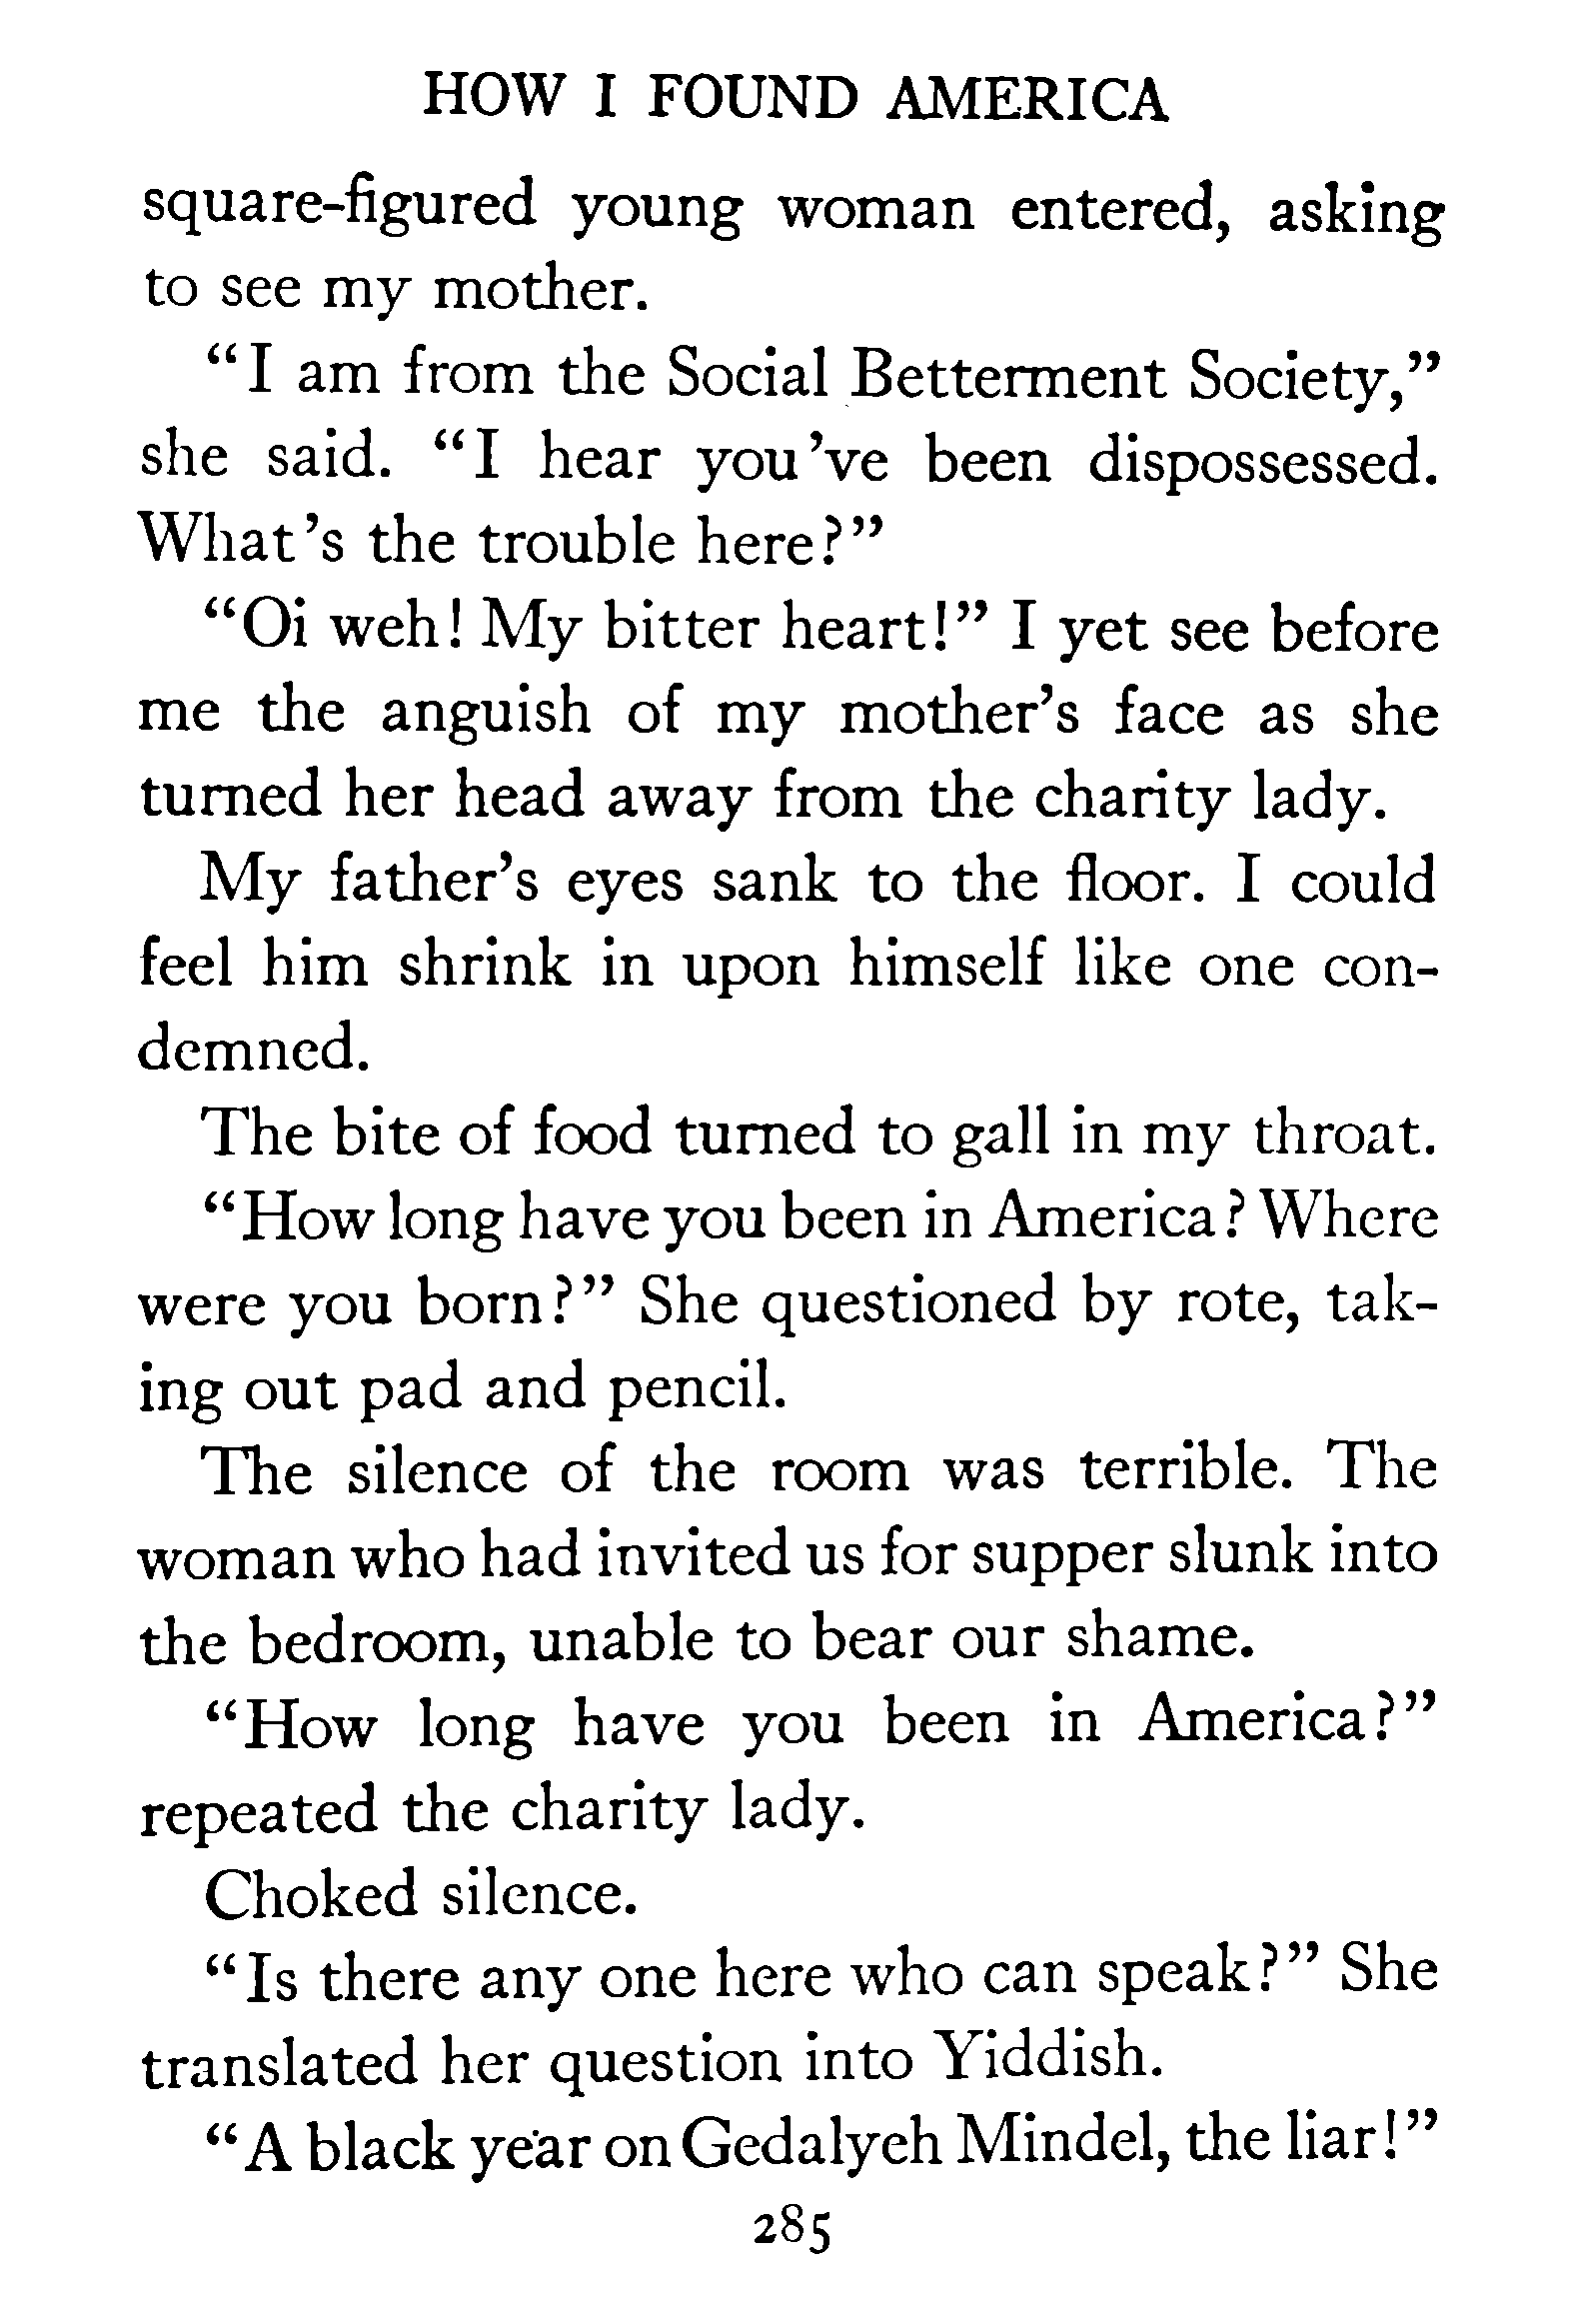 HOW I FOUND AMERICA
square-figured young woman entered, asking
to see my mother.
“I am from the Social Betterment Society,”
she said. “I hear you’ve been dispossessed.
What’s the trouble here?”
“Oi weh! My bitter heart!” I yet see before
me the anguish of my mother’s face as she
turned her head away from the charity lady.
My father’s eyes sank to the floor. I could
feel him shrink in upon himself like one con-
demned.
The bite of food turned to gall in my throat.
“How long have you been in America? Where
were you born?” She questioned by rote, tak-
ing out pad and pencil.
The silence of the room was terrible. The
woman who had invited us for supper slunk into
the bedroom, unable to bear our shame.
“How long have you been in America?”
repeated the charity lady.
Choked silence.
“Is there any one here who can speak?” She
translated her question into Yiddish.
“A black year on Gedalyeh Mindel, the liar!”
285